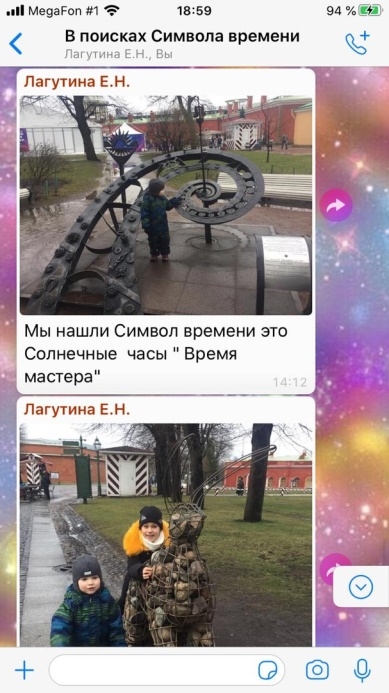 MegaFon #1 18:59 94 %
В поисках Символа времени
Лагутина Е.Н., Вы
Лагутина Е.Н.
Мы нашли Символ времени это
Солнечные часы " Время
мастера"
14:12
Лагутина Е.Н.